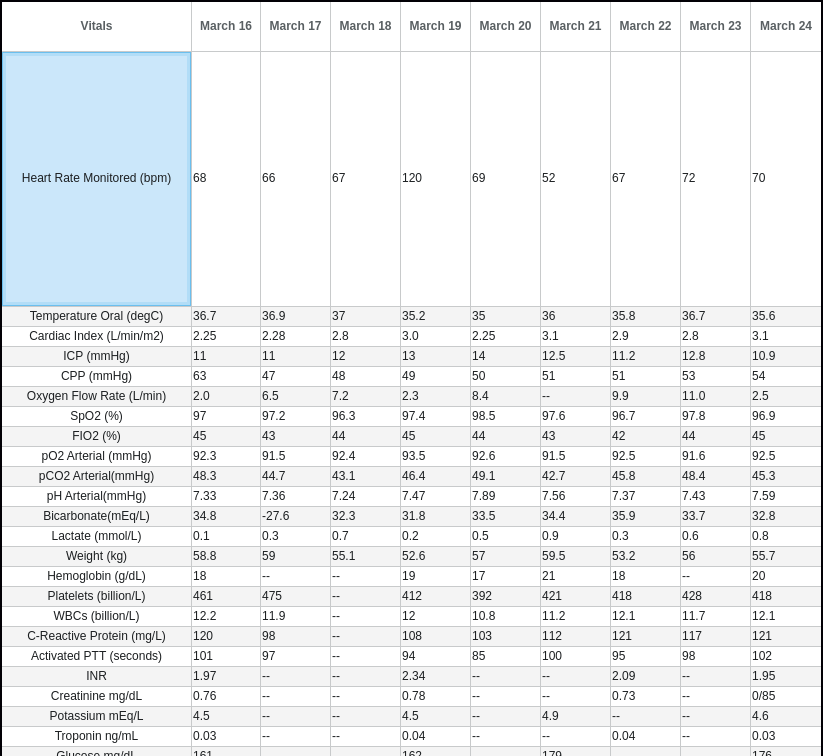 Vitals March 16 March 17 March 18 March 19 March 20 March 21 March 22 March 23 March 24
Heart Rate Monitored (bpm) 68 66 67 120 69 52 67 72 70
Temperature Oral (degC) 36.7 36.9 37 35.2 35 36 35.8 36.7 35.6
Cardiac Index (L/min/m2) 2.25 2.28 2.8 3.0 2.25 3.1 2.9 2.8 3.1
ICP (mmHg) 11 11 12 13 14 12.5 11.2 12.8 10.9
CPP (mmHg) 63 47 48 49 50 51 51 53 54
Oxygen Flow Rate (L/min) 2.0 6.5 7.2 2.3 8.4 -- 9.9 11.0 2.5
SpO2 (%) 97 97.2 96.3 97.4 98.5 97.6 96.7 97.8 96.9
FIO2 (%) 45 43 44 45 44 43 42 44 45
pO2 Arterial (mmHg) 92.3 91.5 92.4 93.5 92.6 91.5 92.5 91.6 92.5
pCO2 Arterial(mmHg) 48.3 44.7 43.1 46.4 49.1 42.7 45.8 48.4 45.3
pH Arterial(mmHg) 7.33 7.36 7.24 7.47 7.89 7.56 7.37 7.43 7.59
Bicarbonate(mEq/L) 34.8 -27.6 32.3 31.8 33.5 34.4 35.9 33.7 32.8
Lactate (mmol/L) 0.1 0.3 0.7 0.2 0.5 0.9 0.3 0.6 0.8
Weight (kg) 58.8 59 55.1 52.6 57 59.5 53.2 56 55.7
Hemoglobin (g/dL) 18 -- -- 19 17 21 18 -- 20
Platelets (billion/L) 461 475 -- 412 392 421 418 428 418
WBCs (billion/L) 12.2 11.9 -- 12 10.8 11.2 12.1 11.7 12.1
C-Reactive Protein (mg/L) 120 98 -- 108 103 112 121 117 121
Activated PTT (seconds) 101 97 -- 94 85 100 95 98 102
INR 1.97 -- -- 2.34 -- -- 2.09 -- 1.95
Creatinine mg/dL 0.76 -- -- 0.78 -- -- 0.73 -- 0/85
Potassium mEq/L 4.5 -- -- 4.5 -- 4.9 -- -- 4.6
Troponin ng/mL 0.03 -- -- 0.04 -- -- 0.04 -- 0.03
Glucose mg/dL 161 162 179 176